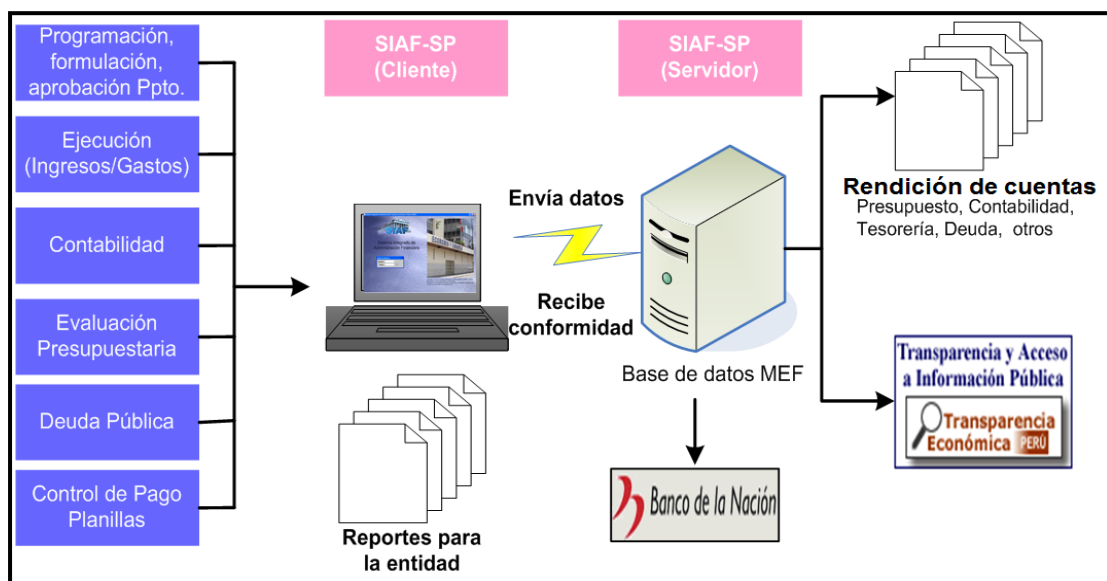 Programación,
formulación,
aprobación Ppto.
Ejecución
(Ingresos/Gastos)
Contabilidad
Evaluación
Presupuestaria
Deuda Pública
Control de Pago
Planillas
SIAF-SP
(Cliente)
SIAF
Reportes para
la entidad
Envía datos
Recibe
conformidad
SIAF-SP
(Servidor)
Base de datos MEF
Banco de la Nación
Rendición de cuentas
Presupuesto, Contabilidad,
Tesorería, Deuda, otros
Transparencia y Acceso
a Información Pública
Transparencia
Económica PERÚ